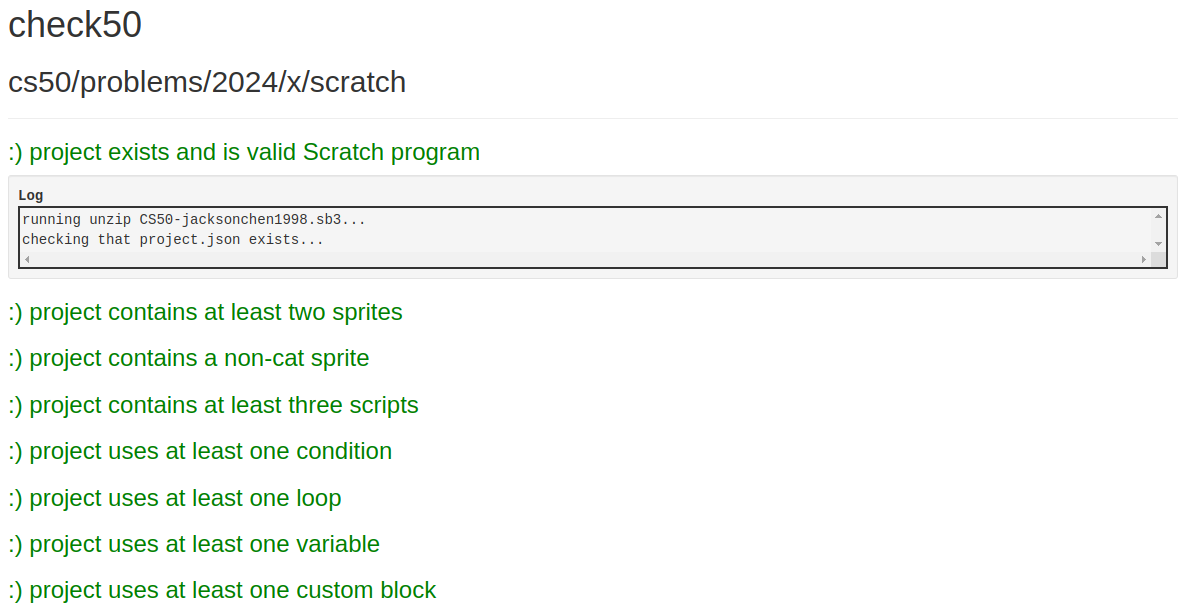 check50
cs50/problems/2024/x/scratch
:) project exists and is valid Scratch program
Log
running unzip CS50-jacksonchen1998.sb3...
checking that project.json exists...
:) project contains at least two sprites
:) project contains a non-cat sprite
:) project contains at least three scripts
:) project uses at least one condition
:) project uses at least one loop
:) project uses at least one variable
:) project uses at least one custom block